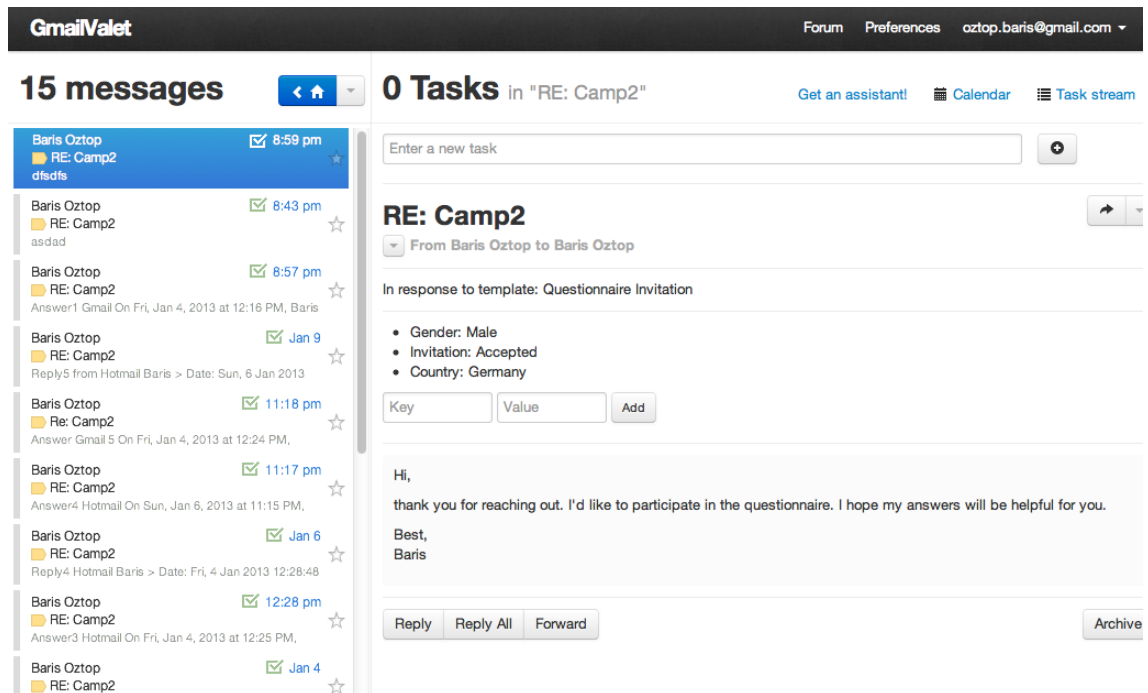 GmailValet
Forum Preferences oztop.baris@gmail.com
15 messages
Baris Oztop 8:59 pm
RE: Camp2
dfsdfs
Baris Oztop 8:43 pm
RE: Camp2
asdad
Baris Oztop 8:57 pm
RE: Camp2
Answer1 Gmail On Fri, Jan 4, 2013 at 12:16 PM, Baris
Baris Oztop Jan 9
RE: Camp2
Reply5 from Hotmail Baris > Date: Sun, 6 Jan 2013
Baris Oztop 11:18 pm
Re: Camp2
Answer Gmail 5 On Fri, Jan 4, 2013 at 12:24 PM,
Baris Oztop 11:17 pm
RE: Camp2
Answer4 Hotmail On Sun, Jan 6, 2013 at 11:15 PM,
Baris Oztop Jan 6
RE: Camp2
Reply4 Hotmail Baris > Date: Fri, 4 Jan 2013 12:28:48
Baris Oztop 12:28 pm
RE: Camp2
Answer3 Hotmail On Fri, Jan 4, 2013 at 12:25 PM,
Baris Oztop Jan 4
RE: Camp2
0 Tasks in "RE: Camp2"
Get an assistant! Calendar Task stream
Enter a new task
RE: Camp2
From Baris Oztop to Baris Oztop
In response to template: Questionnaire Invitation
• Gender: Male
• Invitation: Accepted
• Country: Germany
Key Value Add
Hi,
thank you for reaching out. I'd like to participate in the questionnaire. I hope my answers will be helpful for you.
Best,
Baris
Reply Reply All Forward Archive